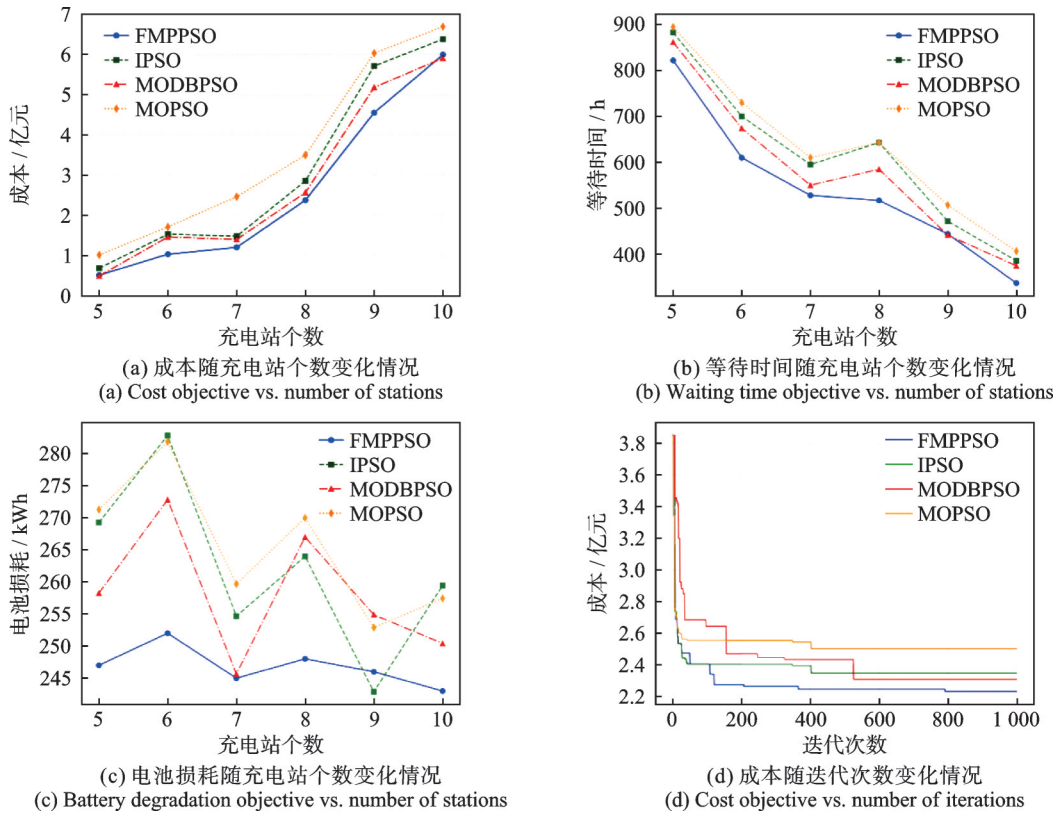 7
6
5
4
3
2
1
0
成本 / 亿元
FMPPSO
IPSO
MODBPSO
MOPSO
5 6 7 8 9 10
充电站个数
(a) 成本随充电站个数变化情况
(a) Cost objective vs. number of stations
900
800
700
600
500
400
等待时间 / h
FMPPSO
IPSO
MODBPSO
MOPSO
5 6 7 8 9 10
充电站个数
(b) 等待时间随充电站个数变化情况
(b) Waiting time objective vs. number of stations
280
275
270
265
260
255
250
245
电池损耗 / kWh
FMPPSO
IPSO
MODBPSO
MOPSO
5 6 7 8 9 10
充电站个数
(c) 电池损耗随充电站个数变化情况
(c) Battery degradation objective vs. number of stations
3.8
3.6
3.4
3.2
3.0
2.8
2.6
2.4
2.2
成本 / 亿元
FMPPSO
IPSO
MODBPSO
MOPSO
0 200 400 600 800 1 000
迭代次数
(d) 成本随迭代次数变化情况
(d) Cost objective vs. number of iterations